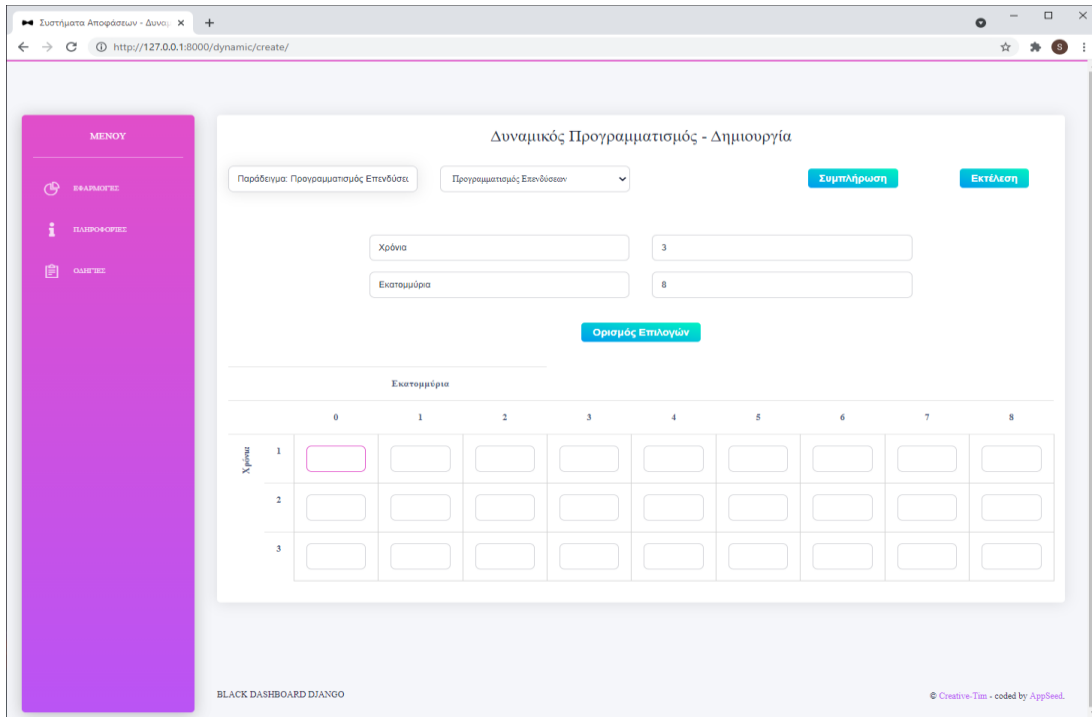 Συστήματα Αποφάσεων - Δυναμ
http://127.0.0.1:8000/dynamic/create/
S
ΜΕΝΟΥ
ΕΦΑΡΜΟΓΕΣ
ΠΛΗΡΟΦΟΡΙΕΣ
ΟΔΗΓΙΕΣ
Δυναμικός Προγραμματισμός - Δημιουργία
Παράδειγμα: Προγραμματισμός Επενδύσει Προγραμματισμός Επενδύσεων Συμπλήρωση Εκτέλεση
Χρόνια 3
Εκατομμύρια 8
Ορισμός Επιλογών
Εκατομμύρια
0 1 2 3 4 5 6 7 8
Χρόνια
1
2
3
BLACK DASHBOARD DJANGO © Creative-Tim - coded by AppSeed.